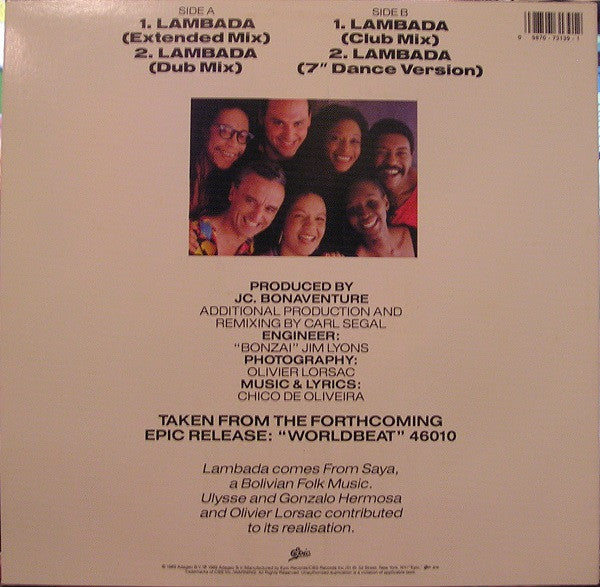 SIDE A
1. LAMBADA
(Extended Mix)
2. LAMBADA
(Dub Mix)
SIDE B
1. LAMBADA
(Club Mix)
2. LAMBADA
(7" Dance Version)
PRODUCED BY
JC. BONAVENTURE
ADDITIONAL PRODUCTION AND
REMIXING BY CARL SEGAL
ENGINEER:
"BONZAI" JIM LYONS
PHOTOGRAPHY:
OLIVIER LORSAC
MUSIC & LYRICS:
CHICO DE OLIVEIRA
TAKEN FROM THE FORTHCOMING
EPIC RELEASE: "WORLDBEAT" 46010
Lambada comes From Saya,
a Bolivian Folk Music.
Ulysse and Gonzalo Hermosa
and Olivier Lorsac contributed
to its realisation.
Epic